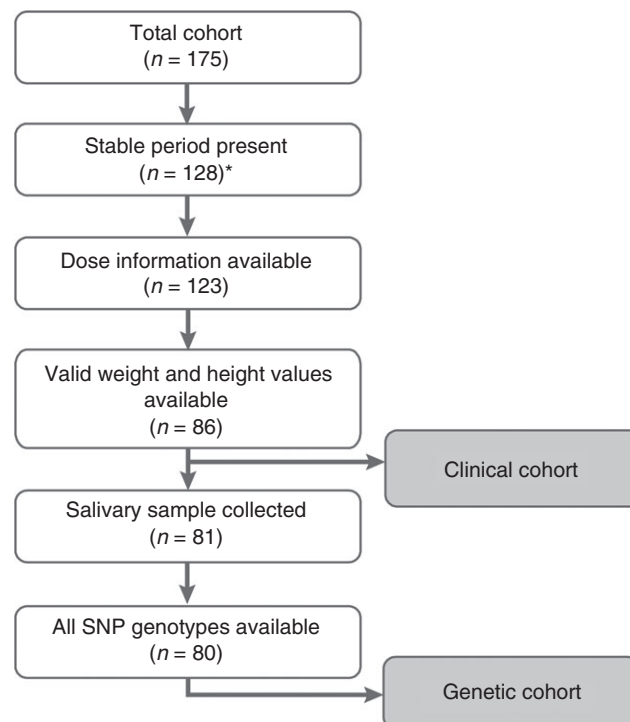 Total cohort
(n = 175)
Stable period present
(n = 128)*
Dose information available
(n = 123)
Valid weight and height values
available
(n = 86)
Clinical cohort
Salivary sample collected
(n = 81)
All SNP genotypes available
(n = 80)
Genetic cohort